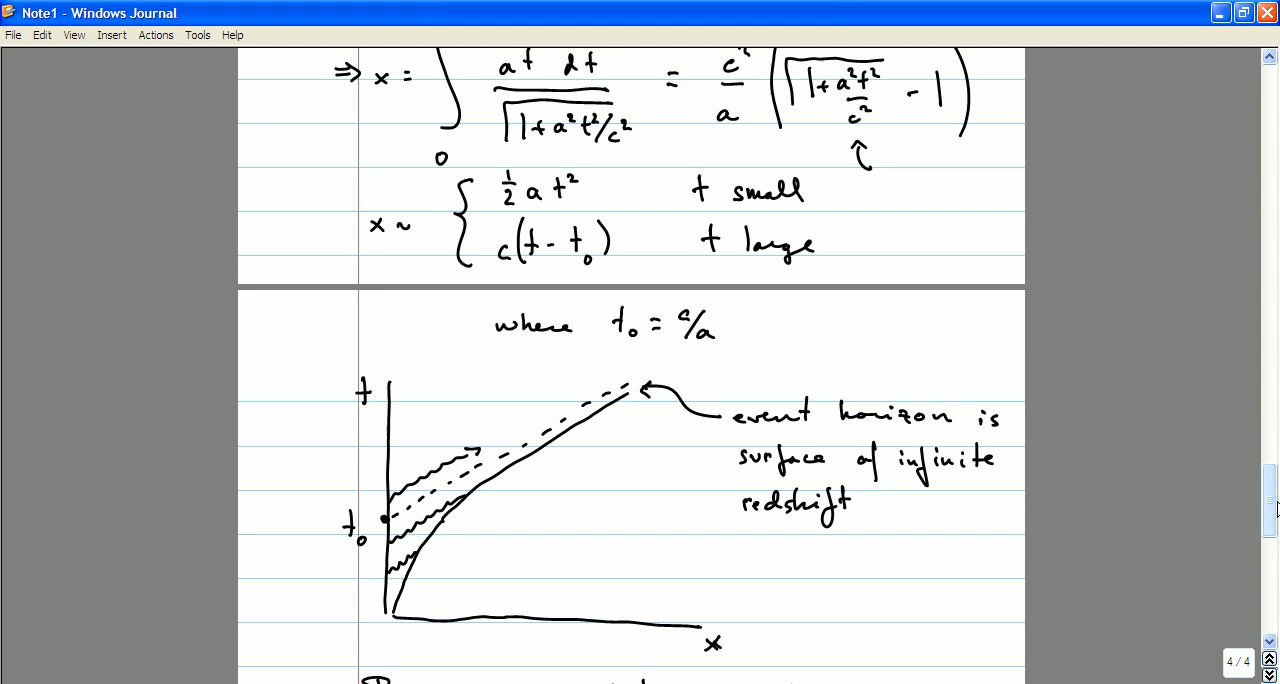 Note1 - Windows Journal
File Edit View Insert Actions Tools Help
⇒ x = ∫₀ at dt / √(1 + a²t²/c²) = c²/a (√(1 + a²t²/c²) - 1)
x ~ { ½ at² t small
c(t - t₀) t large
where t₀ = c/a
t
event horizon is
surface of infinite
redshift
t₀
x
4 / 4